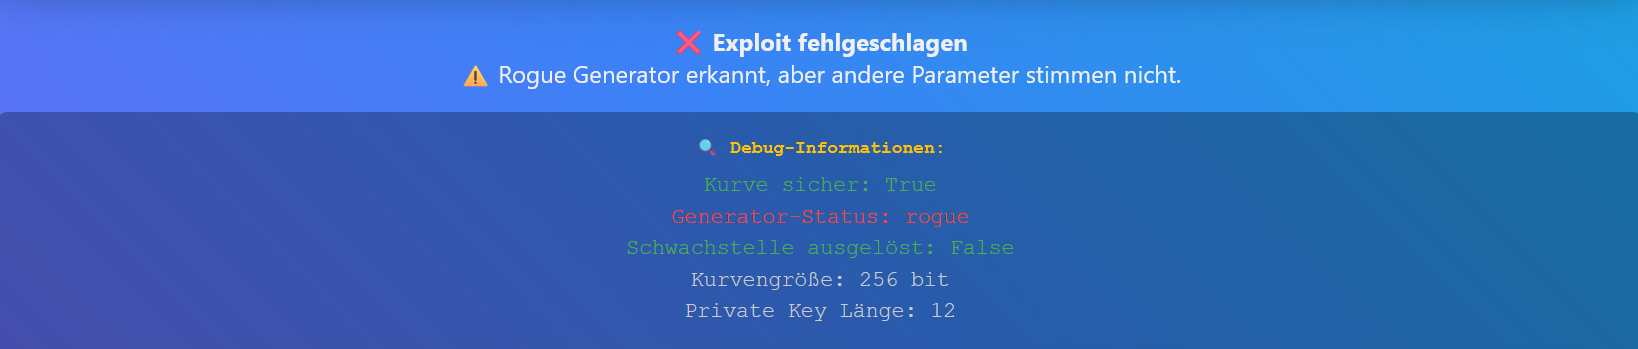 ❌ Exploit fehlgeschlagen
⚠️ Rogue Generator erkannt, aber andere Parameter stimmen nicht.
🔍 Debug-Informationen:
Kurve sicher: True
Generator-Status: rogue
Schwachstelle ausgelöst: False
Kurvengröße: 256 bit
Private Key Länge: 12